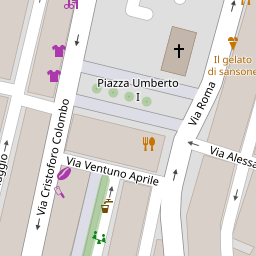 Il gelato
di sansone
Piazza Umberto
I
Via Roma
Via Cristoforo Colombo
Via Alessa
Via Ventuno Aprile
aggio